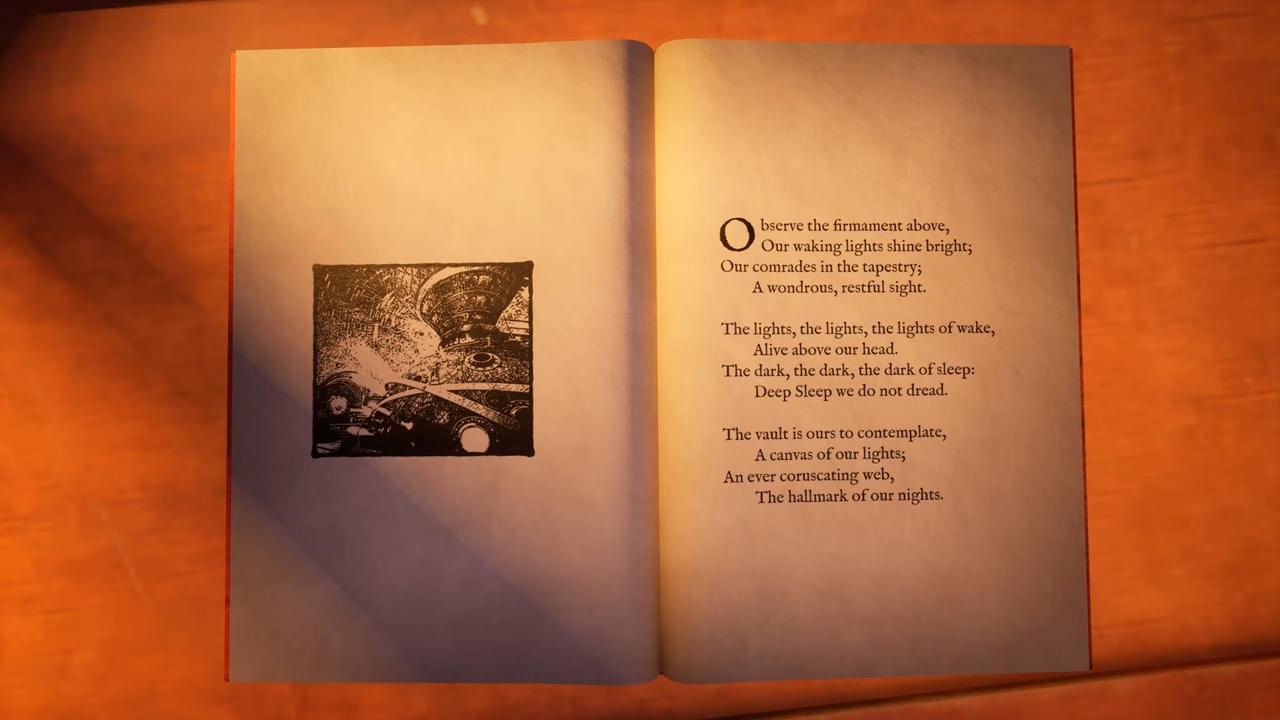 Observe the firmament above,
Our waking lights shine bright;
Our comrades in the tapestry;
A wondrous, restful sight.
The lights, the lights, the lights of wake,
Alive above our head.
The dark, the dark, the dark of sleep:
Deep Sleep we do not dread.
The vault is ours to contemplate,
A canvas of our lights;
An ever coruscating web,
The hallmark of our nights.